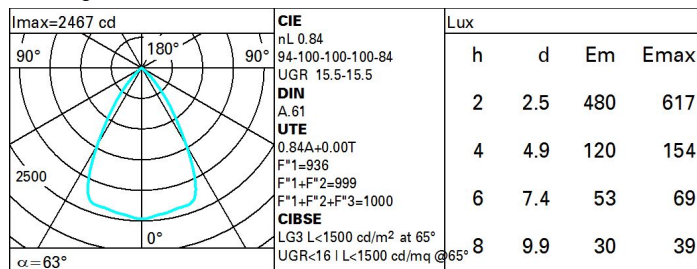 Imax=2467 cd
90°
180°
90°
2500
0°
α=63°
CIE
nL 0.84
94-100-100-100-84
UGR 15.5-15.5
DIN
A.61
UTE
0.84A+0.00T
F"1=936
F"1+F"2=999
F"1+F"2+F"3=1000
CIBSE
LG3 L<1500 cd/m² at 65°
UGR<16 | L<1500 cd/mq @65°
Lux
h d Em Emax
2 2.5 480 617
4 4.9 120 154
6 7.4 53 69
8 9.9 30 39